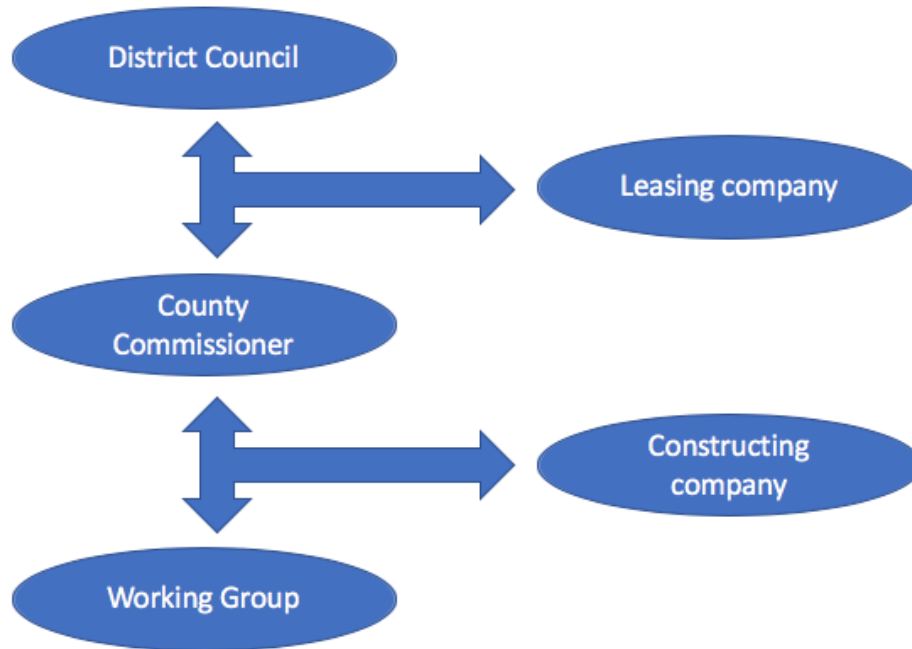 District Council
Leasing company
County
Commissioner
Constructing
company
Working Group